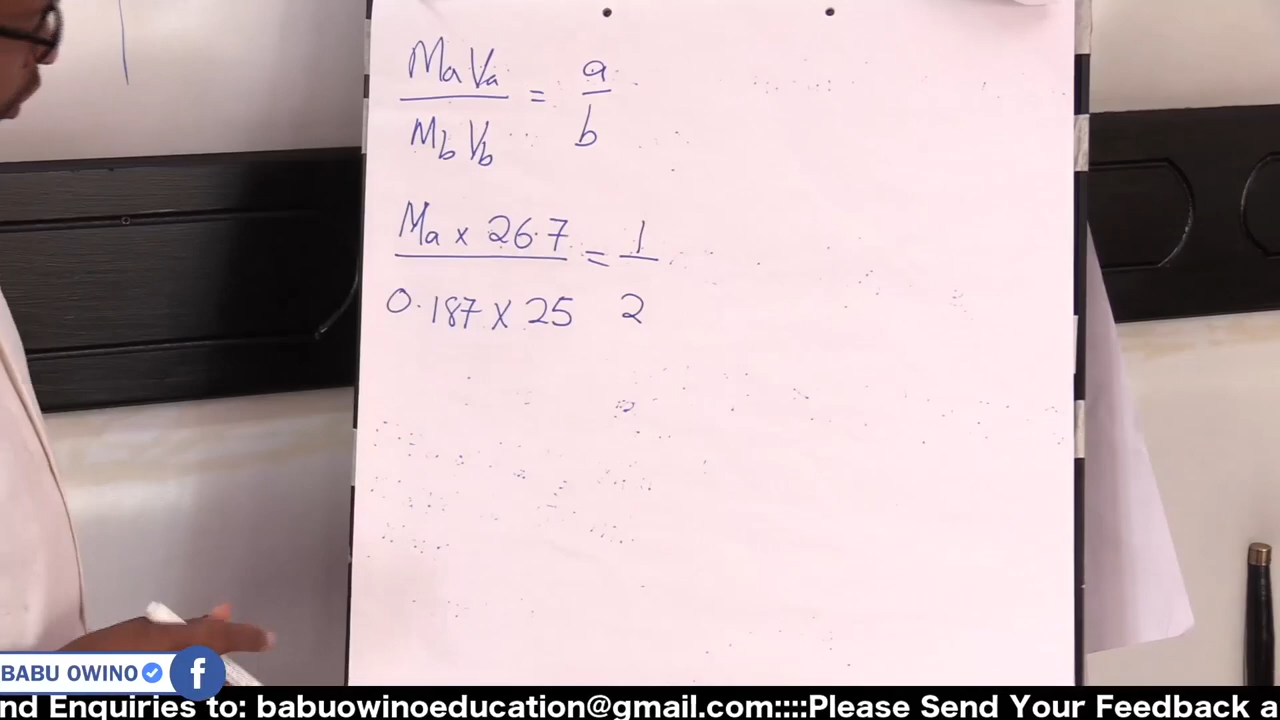 MaVa / MbVb = a / b
Ma x 26.7 / 0.187 x 25 = 1 / 2
BABU OWINO
nd Enquiries to: babuowinoeducation@gmail.com::::Please Send Your Feedback a